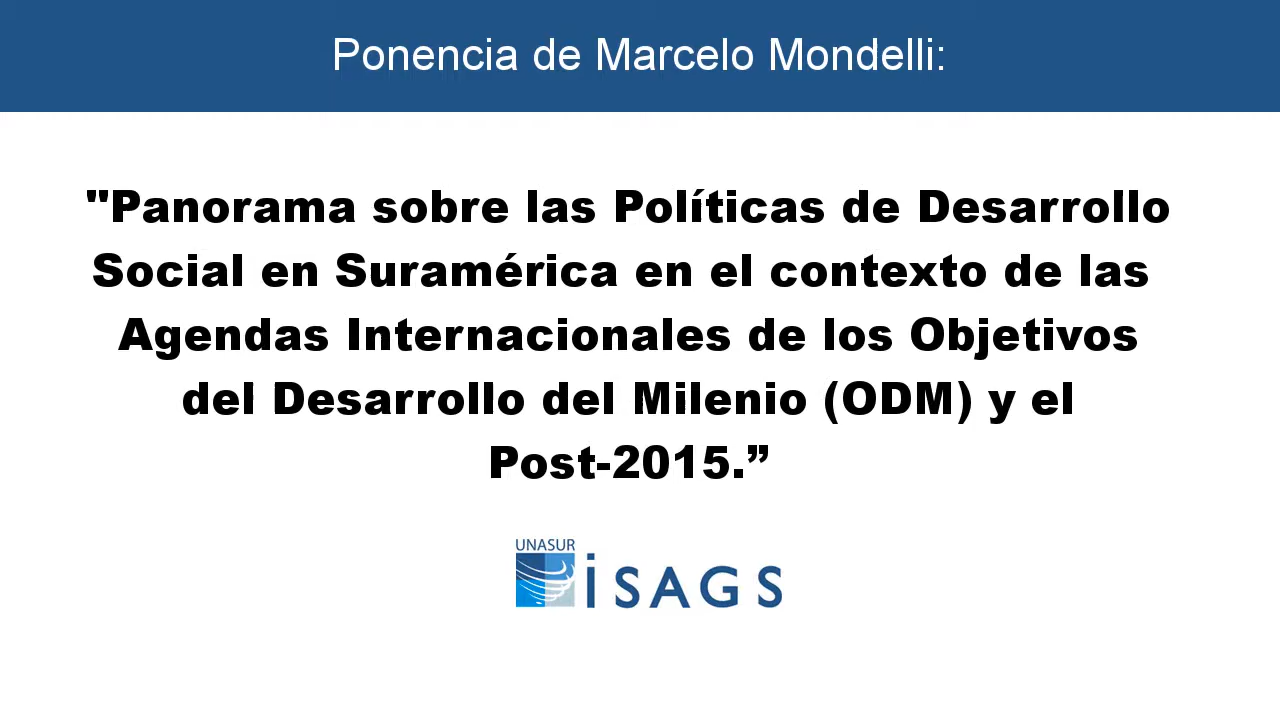 Ponencia de Marcelo Mondelli:
"Panorama sobre las Políticas de Desarrollo
Social en Suramérica en el contexto de las
Agendas Internacionales de los Objetivos
del Desarrollo del Milenio (ODM) y el
Post-2015.”
UNASUR
iSAGS